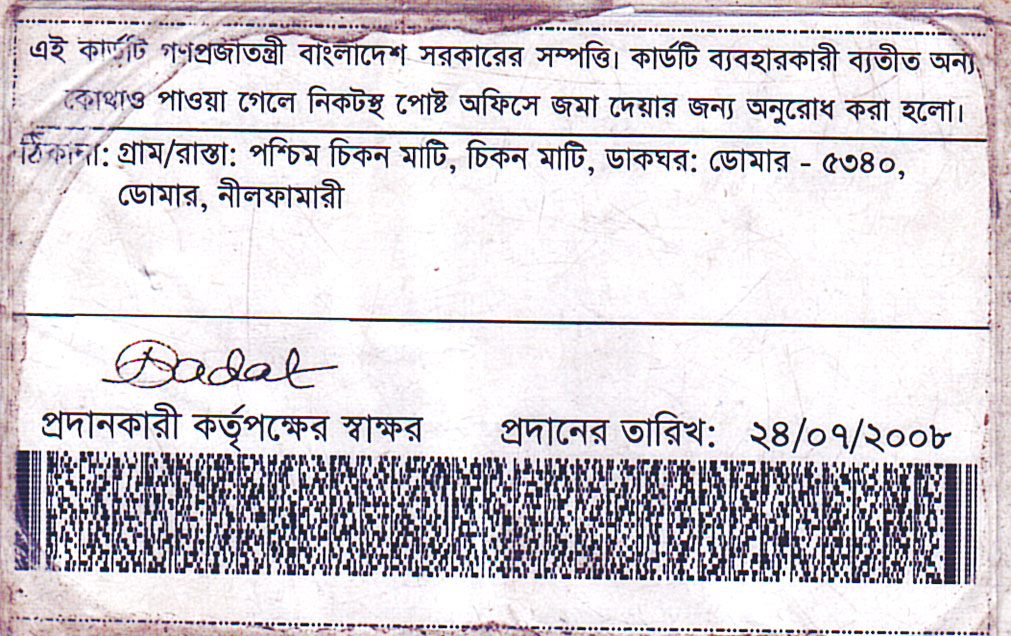 এই কার্ডটি গণপ্রজাতন্ত্রী বাংলাদেশ সরকারের সম্পত্তি। কার্ডটি ব্যবহারকারী ব্যতীত অন্য
কোথাও পাওয়া গেলে নিকটস্থ পোষ্ট অফিসে জমা দেয়ার জন্য অনুরোধ করা হলো।
ঠিকানা: গ্রাম/রাস্তা: পশ্চিম চিকন মাটি, চিকন মাটি, ডাকঘর: ডোমার - ৫৩৪০,
ডোমার, নীলফামারী
Badal
প্রদানকারী কর্তৃপক্ষের স্বাক্ষর প্রদানের তারিখ: ২৪/০৭/২০০৮